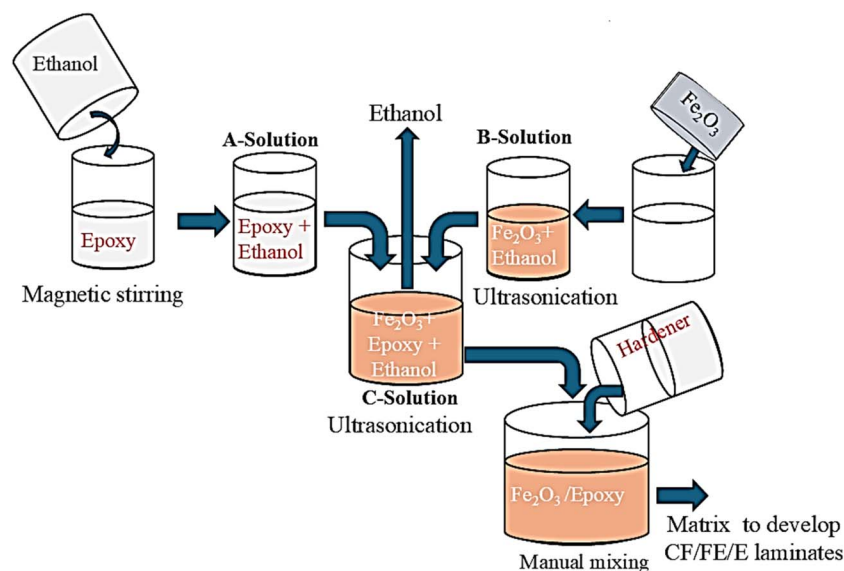 Ethanol
Epoxy
Magnetic stirring
A-Solution
Epoxy +
Ethanol
Ethanol
B-Solution
Fe₂O₃+
Ethanol
Ultrasonication
Fe₂O₃
Fe₂O₃+
Epoxy +
Ethanol
C-Solution
Ultrasonication
Hardener
Fe₂O₃/Epoxy
Manual mixing
Matrix to develop
CF/FE/E laminates